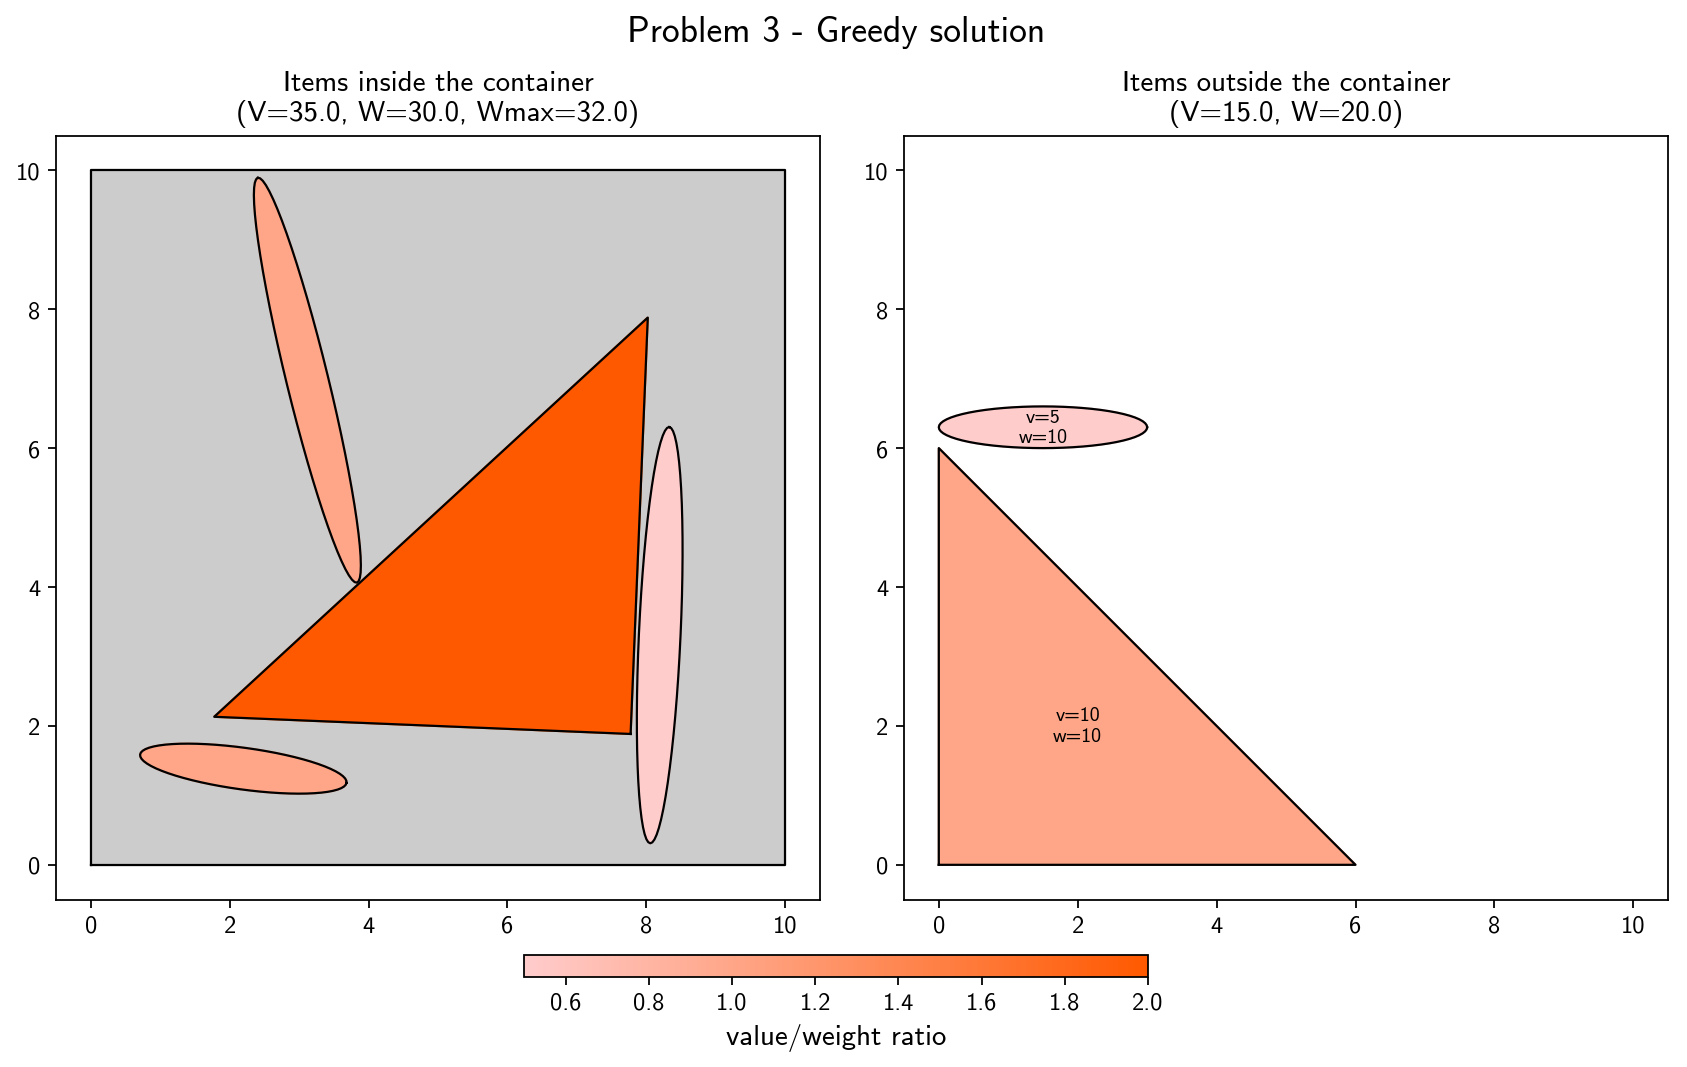 Problem 3 - Greedy solution
Items inside the container
(V=35.0, W=30.0, Wmax=32.0)
10
8
6
4
2
0
0 2 4 6 8 10
Items outside the container
(V=15.0, W=20.0)
10
8
6
4
2
0
v=5
w=10
v=10
w=10
0 2 4 6 8 10
0.6 0.8 1.0 1.2 1.4 1.6 1.8 2.0
value/weight ratio